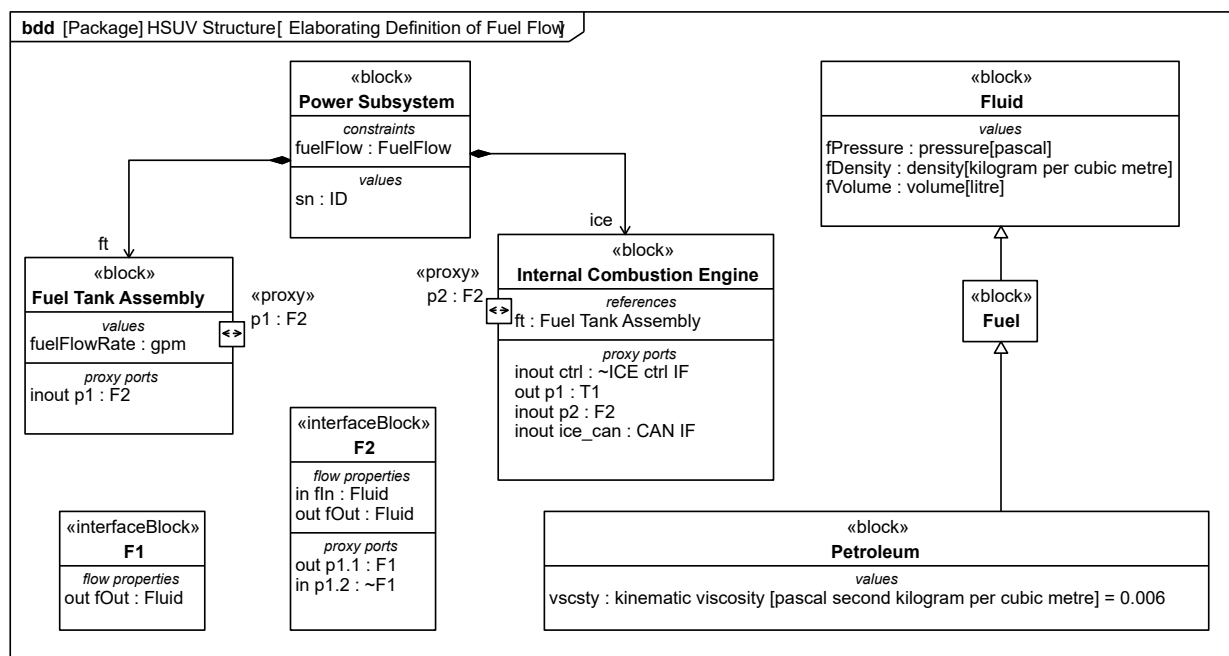 bdd [Package] HSUV Structure[ Elaborating Definition of Fuel Flow]
«block»
Power Subsystem
constraints
fuelFlow : FuelFlow
values
sn : ID
«block»
Fluid
values
fPressure : pressure[pascal]
fDensity : density[kilogram per cubic metre]
fVolume : volume[litre]
ft
ice
«block»
Fuel Tank Assembly
values
fuelFlowRate : gpm
proxy ports
inout p1 : F2
«proxy»
p1 : F2
«proxy»
p2 : F2
«block»
Internal Combustion Engine
references
ft : Fuel Tank Assembly
proxy ports
inout ctrl : ~ICE ctrl IF
out p1 : T1
inout p2 : F2
inout ice_can : CAN IF
«block»
Fuel
«interfaceBlock»
F2
flow properties
in fIn : Fluid
out fOut : Fluid
proxy ports
out p1.1 : F1
in p1.2 : ~F1
«interfaceBlock»
F1
flow properties
out fOut : Fluid
«block»
Petroleum
values
vscsty : kinematic viscosity [pascal second kilogram per cubic metre] = 0.006